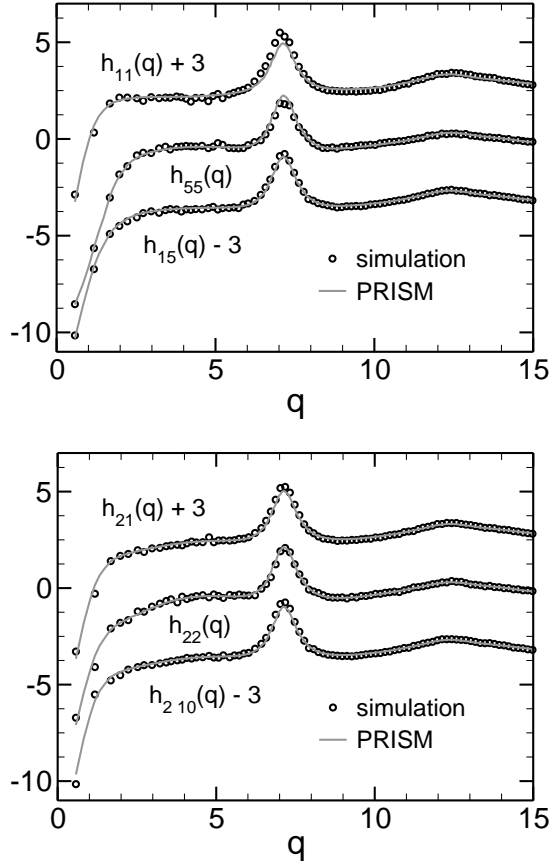 5
h11(q) + 3
0
h55(q)
-5
h15(q) - 3
simulation
PRISM
-10
0 5 10 15
q
5
h21(q) + 3
0
h22(q)
-5
h2 10(q) - 3
simulation
PRISM
-10
0 5 10 15
q